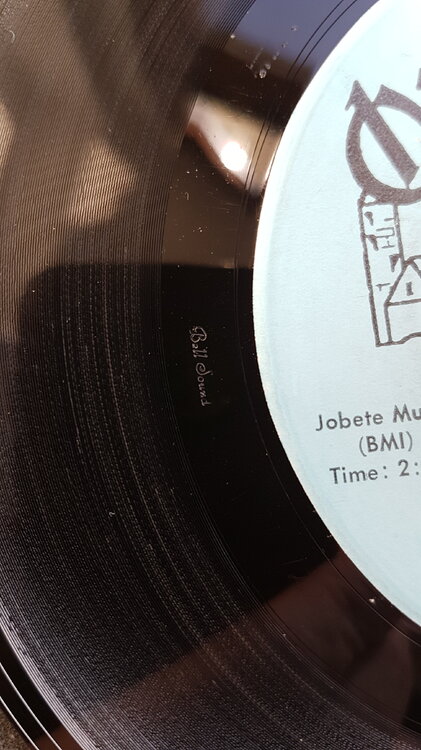 Bell Sound
Jobete Mu
(BMI)
Time: 2: